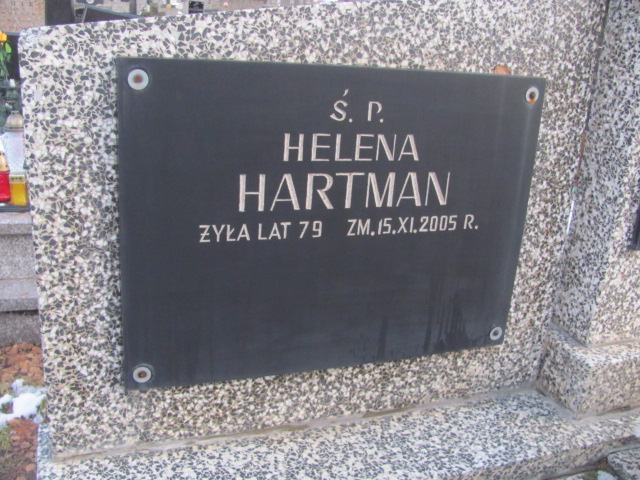 Ś. P.
HELENA
HARTMAN
ŻYŁA LAT 79 ZM.15.XI.2005 R.